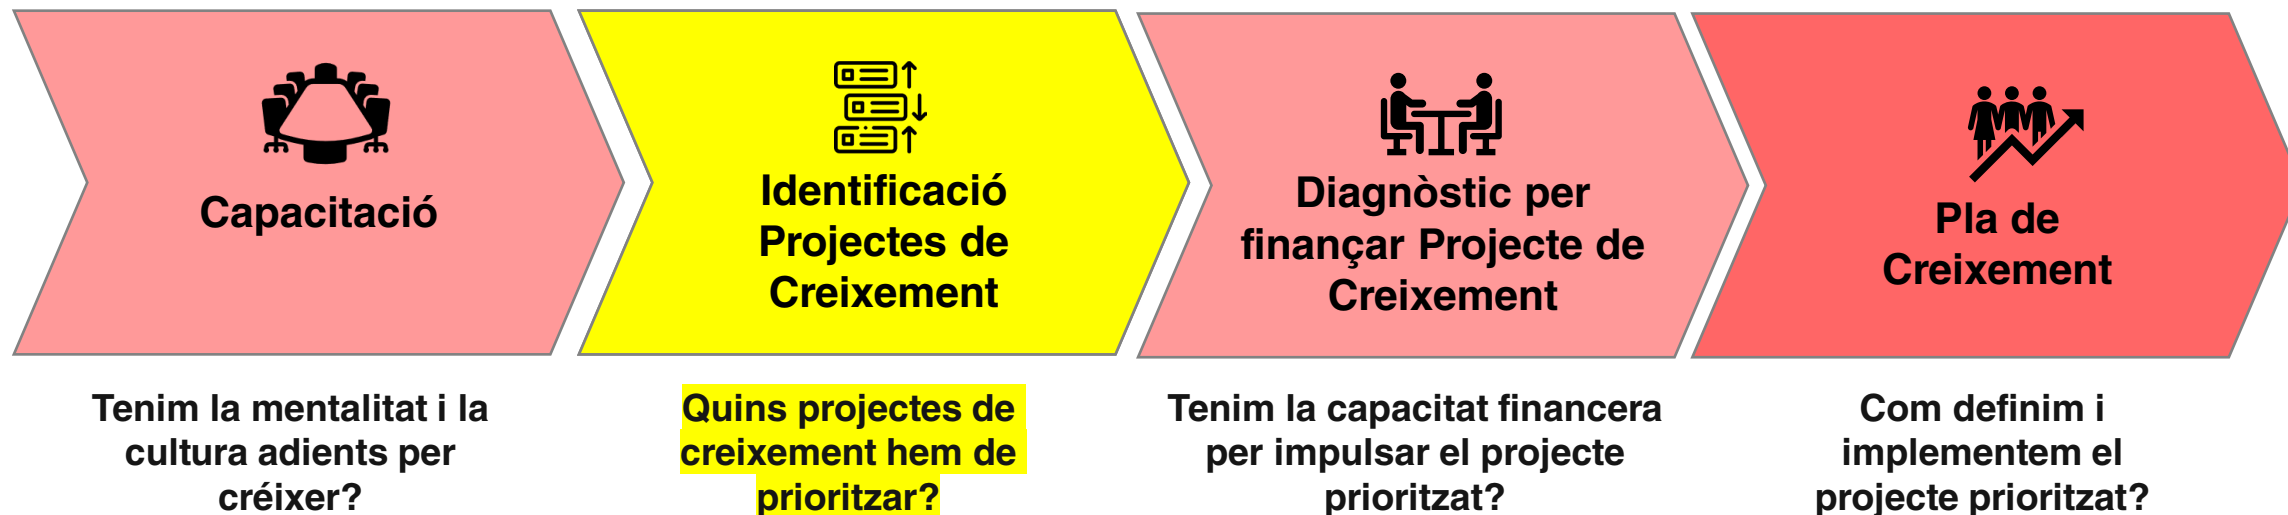 Capacitació
Identificació
Projectes de
Creixement
Diagnòstic per
finançar Projecte de
Creixement
Pla de
Creixement
Tenim la mentalitat i la
cultura adients per
créixer?
Quins projectes de
creixement hem de
prioritzar?
Tenim la capacitat financera
per impulsar el projecte
prioritzat?
Com definim i
implementem el
projecte prioritzat?